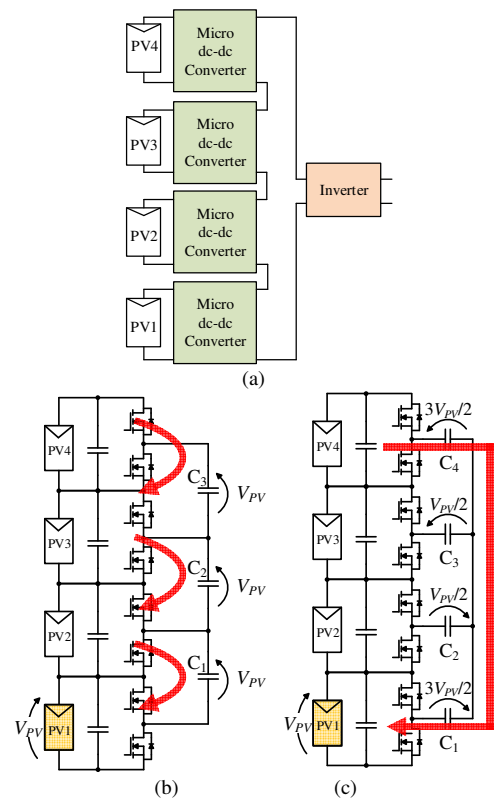 PV4
Micro
dc-dc
Converter
PV3
Micro
dc-dc
Converter
Inverter
PV2
Micro
dc-dc
Converter
PV1
Micro
dc-dc
Converter
(a)
PV4
C3
VPV
PV3
C2
VPV
PV2
C1
VPV
VPV
PV1
(b)
3VPV/2
PV4
C4
VPV/2
PV3
C3
VPV/2
PV2
C2
3VPV/2
VPV
PV1
C1
(c)